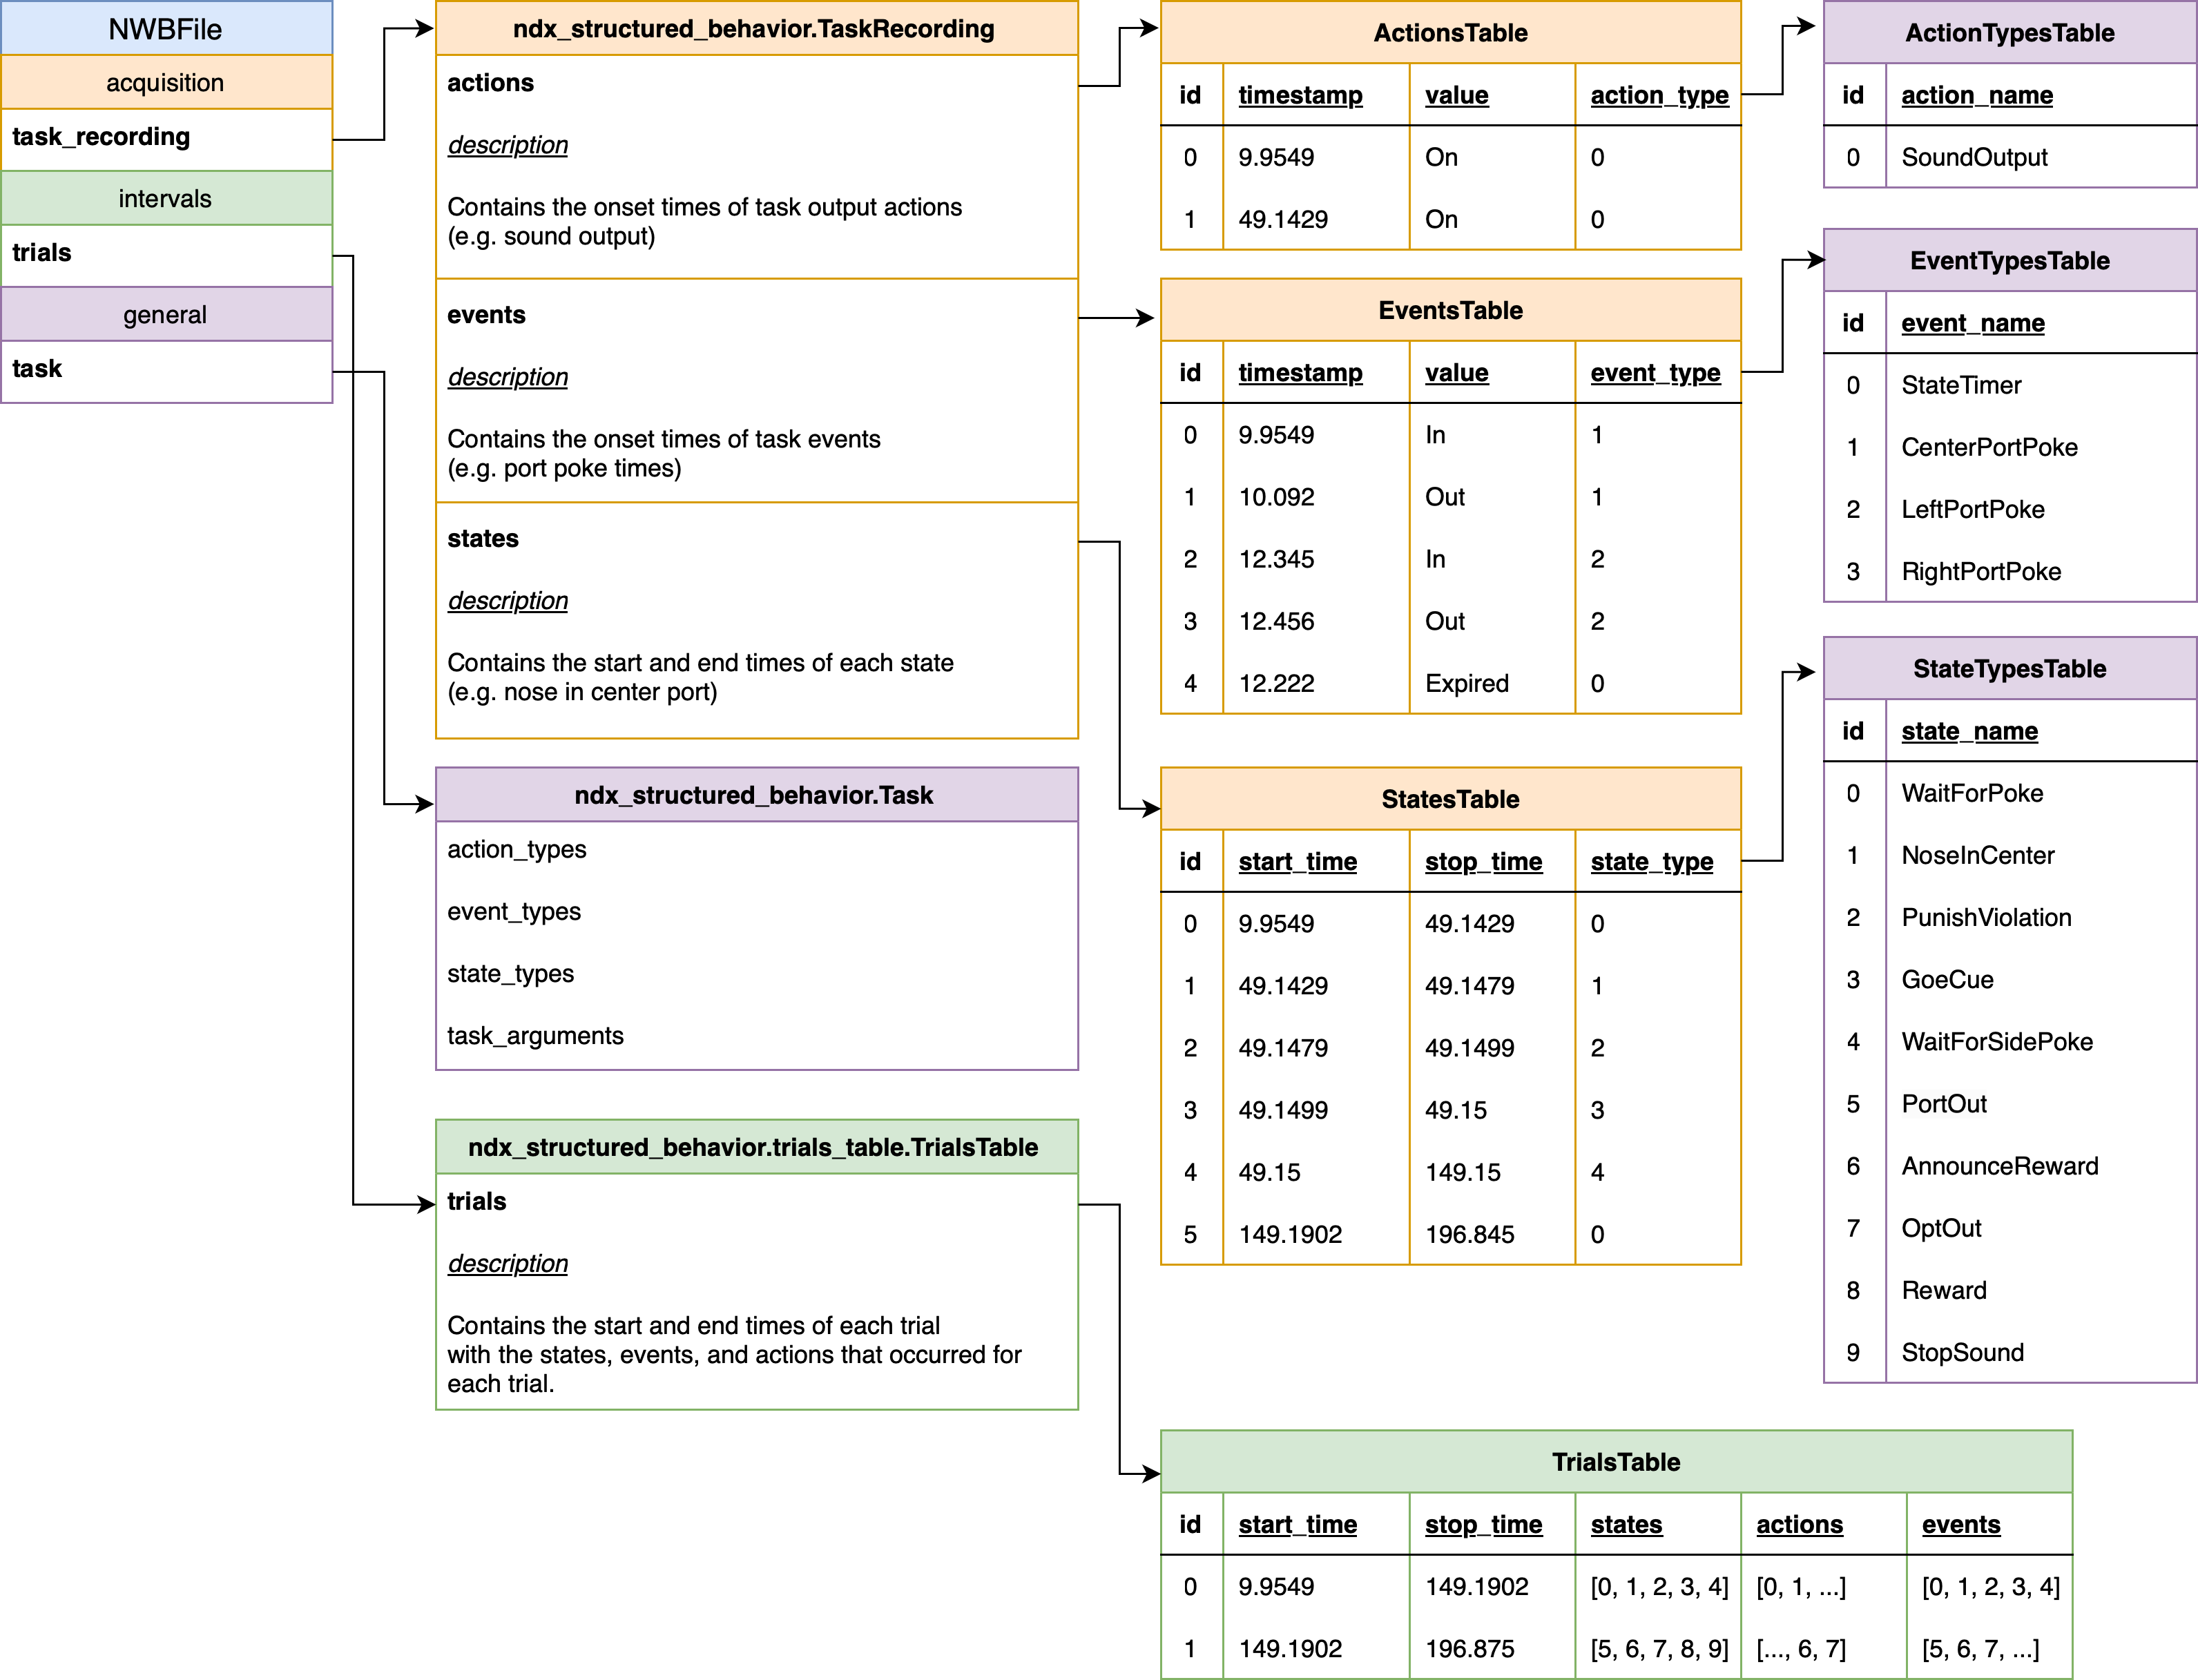 NWBFile
acquisition
task_recording
intervals
trials
general
task
ndx_structured_behavior.TaskRecording
actions
description
Contains the onset times of task output actions
(e.g. sound output)
events
description
Contains the onset times of task events
(e.g. port poke times)
states
description
Contains the start and end times of each state
(e.g. nose in center port)
ndx_structured_behavior.Task
action_types
event_types
state_types
task_arguments
ndx_structured_behavior.trials_table.TrialsTable
trials
description
Contains the start and end times of each trial
with the states, events, and actions that occurred for
each trial.
ActionsTable
id timestamp value action_type
0 9.9549 On 0
1 49.1429 On 0
EventsTable
id timestamp value event_type
0 9.9549 In 1
1 10.092 Out 1
2 12.345 In 2
3 12.456 Out 2
4 12.222 Expired 0
StatesTable
id start_time stop_time state_type
0 9.9549 49.1429 0
1 49.1429 49.1479 1
2 49.1479 49.1499 2
3 49.1499 49.15 3
4 49.15 149.15 4
5 149.1902 196.845 0
ActionTypesTable
id action_name
0 SoundOutput
EventTypesTable
id event_name
0 StateTimer
1 CenterPortPoke
2 LeftPortPoke
3 RightPortPoke
StateTypesTable
id state_name
0 WaitForPoke
1 NoseInCenter
2 PunishViolation
3 GoeCue
4 WaitForSidePoke
5 PortOut
6 AnnounceReward
7 OptOut
8 Reward
9 StopSound
TrialsTable
id start_time stop_time states actions events
0 9.9549 149.1902 [0, 1, 2, 3, 4] [0, 1, ...] [0, 1, 2, 3, 4]
1 149.1902 196.875 [5, 6, 7, 8, 9] [..., 6, 7] [5, 6, 7, ...]